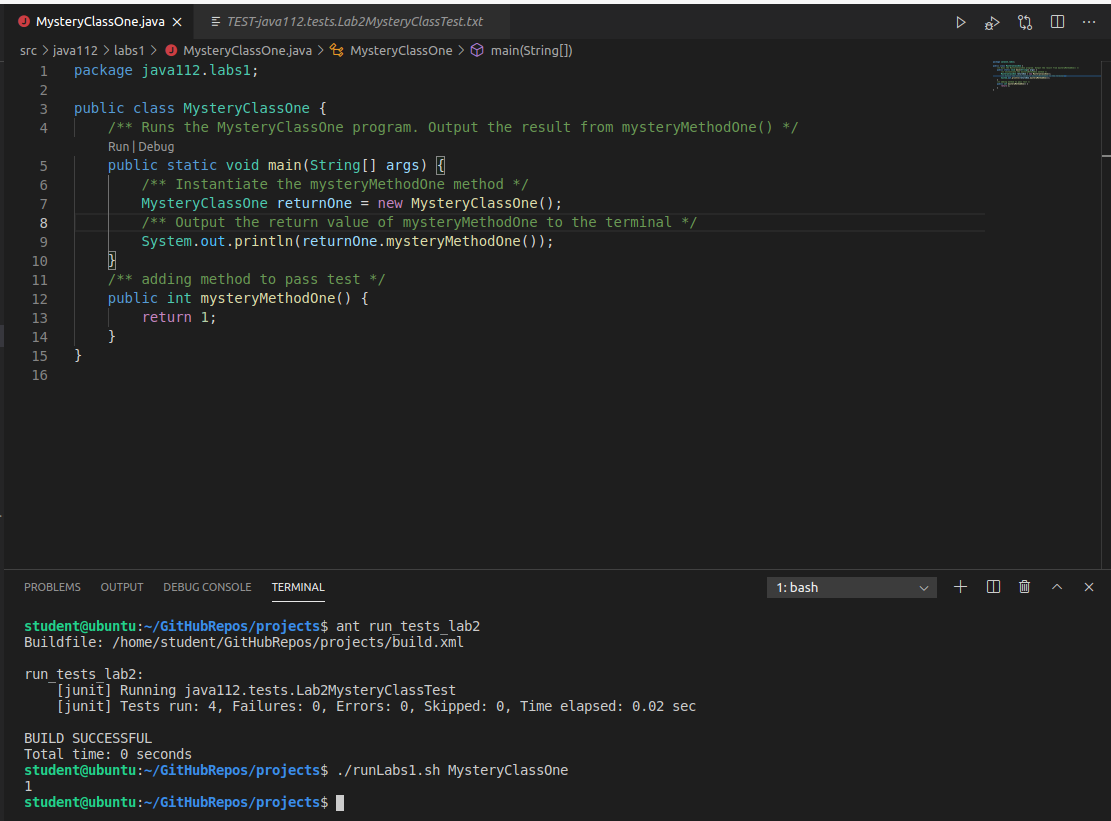 MysteryClassOne.java
TEST-java112.tests.Lab2MysteryClassTest.txt
src > java112 > labs1 > MysteryClassOne.java > MysteryClassOne > main(String[])
1 package java112.labs1;
2
3 public class MysteryClassOne {
4 /** Runs the MysteryClassOne program. Output the result from mysteryMethodOne() */
Run | Debug
5 public static void main(String[] args) {
6 /** Instantiate the mysteryMethodOne method */
7 MysteryClassOne returnOne = new MysteryClassOne();
8 /** Output the return value of mysteryMethodOne to the terminal */
9 System.out.println(returnOne.mysteryMethodOne());
10 }
11 /** adding method to pass test */
12 public int mysteryMethodOne() {
13 return 1;
14 }
15 }
16
PROBLEMS OUTPUT DEBUG CONSOLE TERMINAL 1: bash
student@ubuntu:~/GitHubRepos/projects$ ant run_tests_lab2
Buildfile: /home/student/GitHubRepos/projects/build.xml
run_tests_lab2:
[junit] Running java112.tests.Lab2MysteryClassTest
[junit] Tests run: 4, Failures: 0, Errors: 0, Skipped: 0, Time elapsed: 0.02 sec
BUILD SUCCESSFUL
Total time: 0 seconds
student@ubuntu:~/GitHubRepos/projects$ ./runLabs1.sh MysteryClassOne
1
student@ubuntu:~/GitHubRepos/projects$